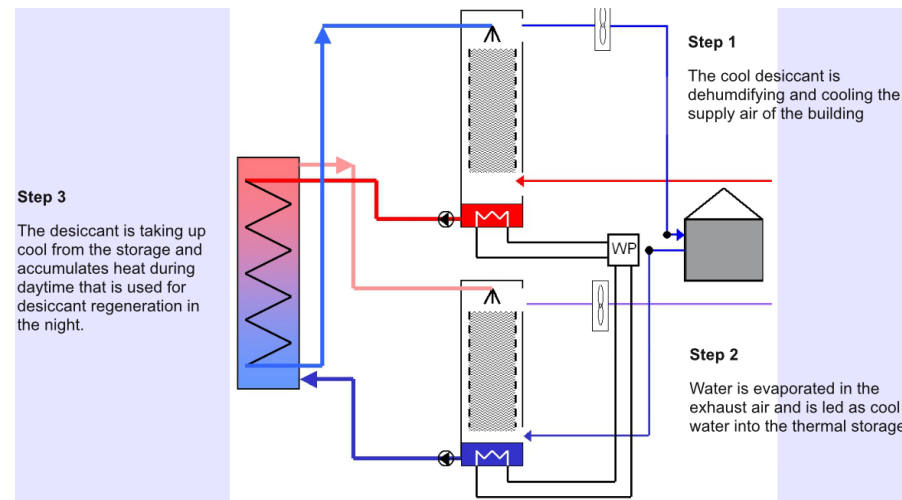 Step 1
The cool desiccant is
dehumdifying and cooling the
supply air of the building
Step 3
The desiccant is taking up
cool from the storage and
accumulates heat during
daytime that is used for
desiccant regeneration in
the night.
WP
Step 2
Water is evaporated in the
exhaust air and is led as cool
water into the thermal storage